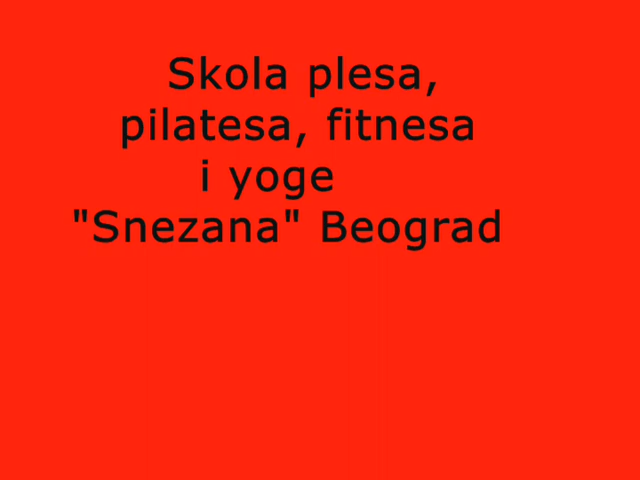 Skola plesa,
pilatesa, fitnesa
i yoge
"Snezana" Beograd